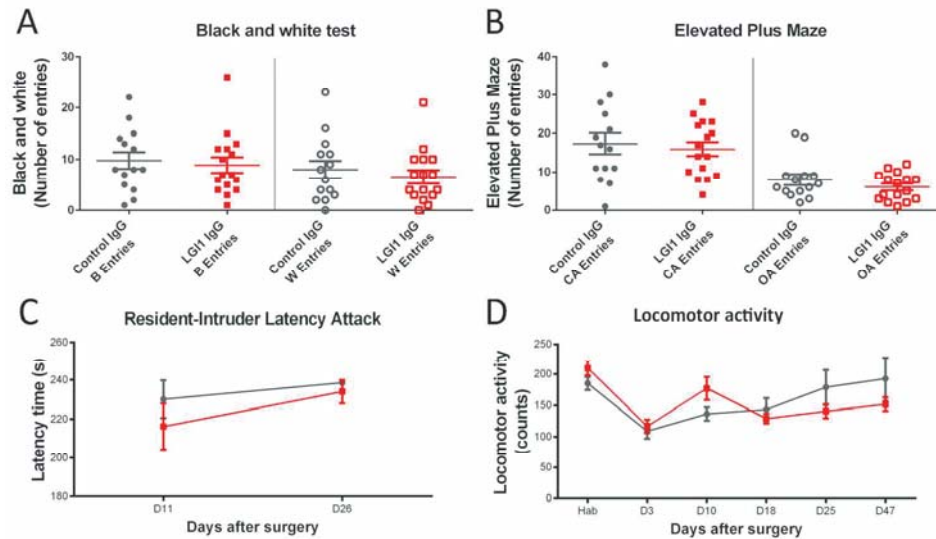 A
Black and white test
Black and white
(Number of entries)
30
20
10
0
Control IgG
B Entries
LGI1 IgG
B Entries
Control IgG
W Entries
LGI1 IgG
W Entries
B
Elevated Plus Maze
Elevated Plus Maze
(Number of entries)
40
30
20
10
0
Control IgG
CA Entries
LGI1 IgG
CA Entries
Control IgG
OA Entries
LGI1 IgG
OA Entries
C
Resident-Intruder Latency Attack
Latency time (s)
260
240
220
200
180
D11
D26
Days after surgery
D
Locomotor activity
Locomotor activity
(counts)
250
200
150
100
50
0
Hab
D3
D10
D18
D25
D47
Days after surgery